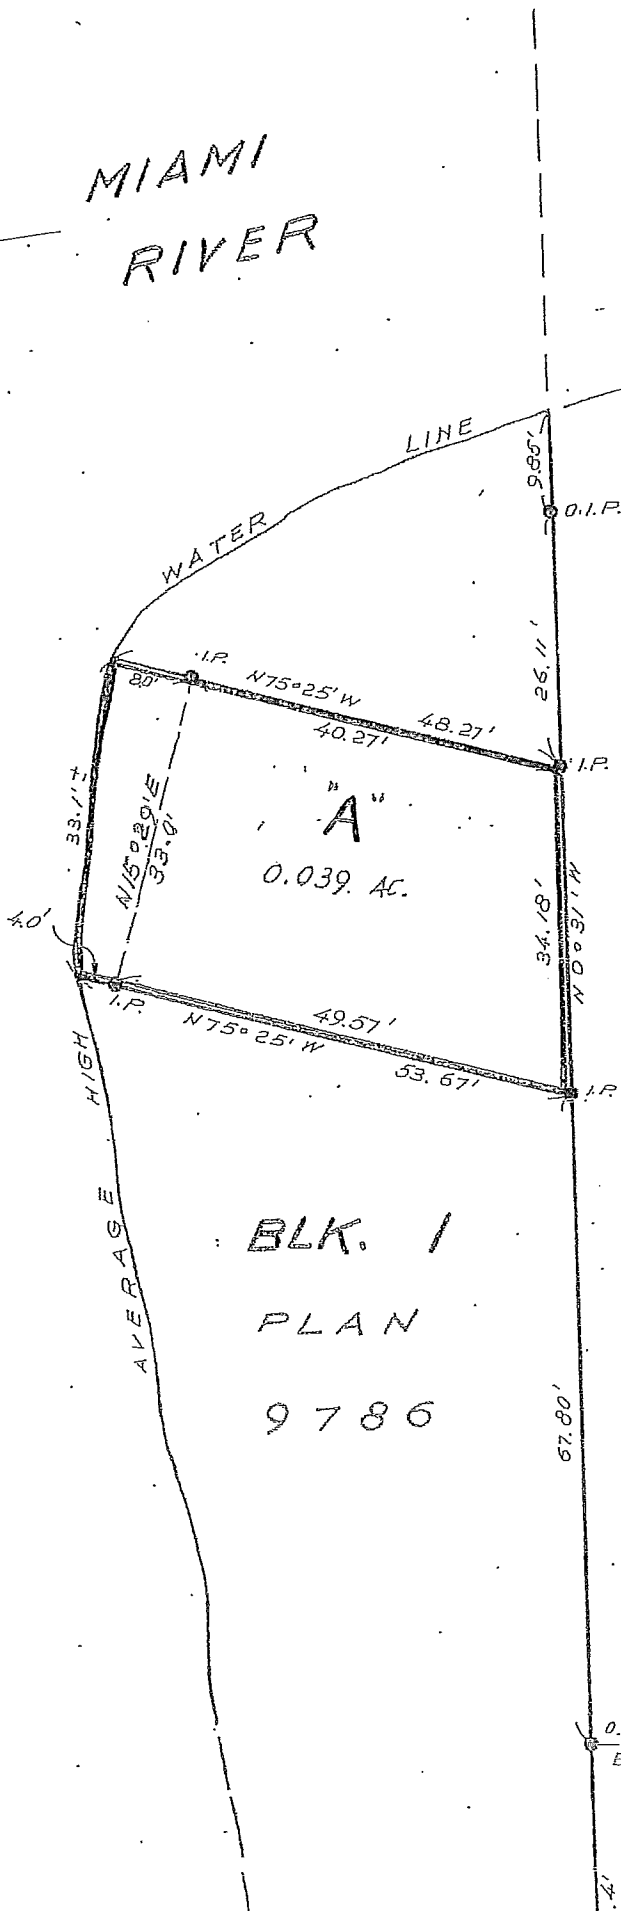 MIAMI
RIVER
WATER LINE
9.85'
O.I.P.
26.11'
I.P.
8.0'
N75°25'W
48.27'
40.27'
I.P.
"A"
0.039 AC.
33.1'±
N15°29'E
33.0'
34.18'
N0°31'W
4.0'
I.P.
49.57'
N75°25'W
53.67'
I.P.
AVERAGE HIGH
BLK. 1
PLAN
9786
67.80'